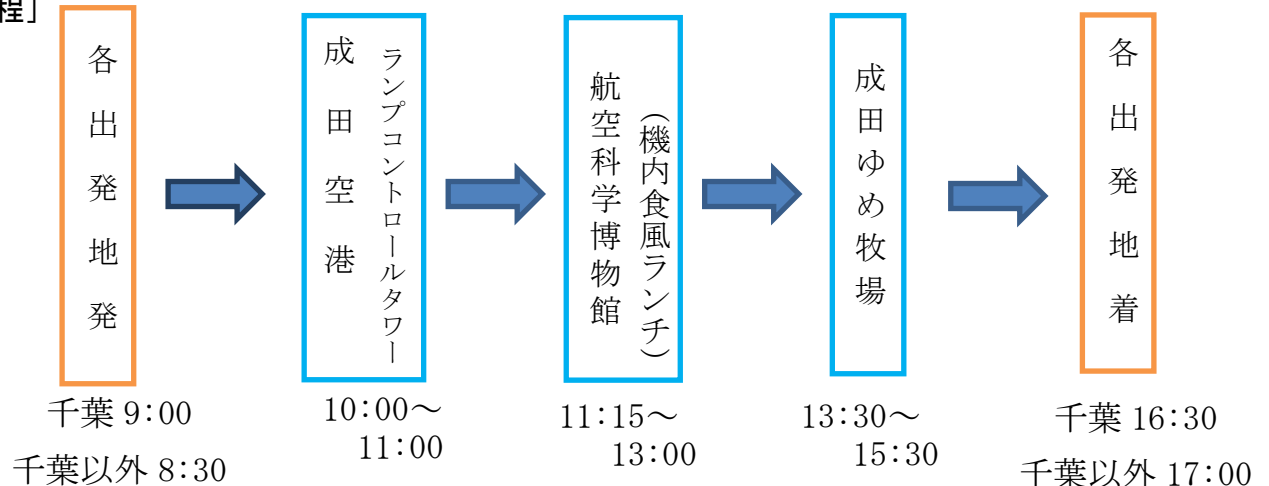 程］
各出発地発
成田空港
ランプコントロールタワー
航空科学博物館
（機内食風ランチ）
成田ゆめ牧場
各出発地着
千葉 9：00
千葉以外 8：30
10：00～
11：00
11：15～
13：00
13：30～
15：30
千葉 16：30
千葉以外 17：00